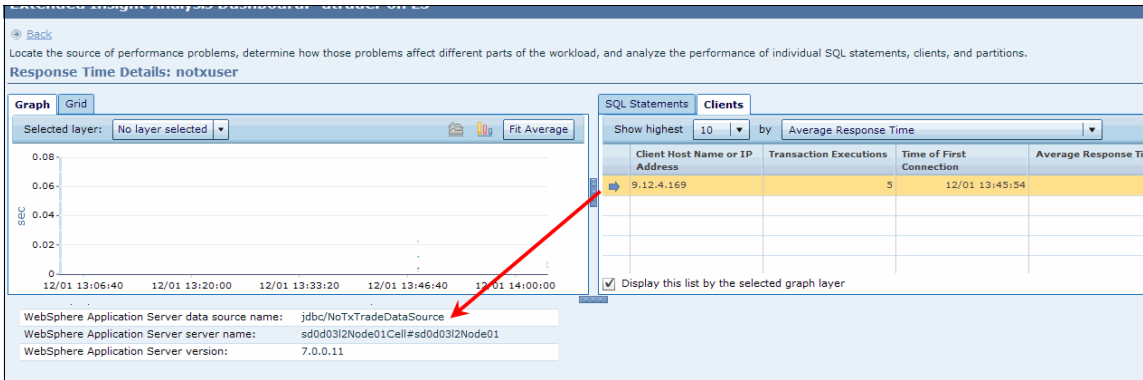 Extended Insight Analysis Dashboard:
Back
Locate the source of performance problems, determine how those problems affect different parts of the workload, and analyze the performance of individual SQL statements, clients, and partitions.
Response Time Details: notxuser
Graph Grid
Selected layer: No layer selected Fit Average
0.08
0.06
0.04
0.02
0
sec
12/01 13:06:40 12/01 13:20:00 12/01 13:33:20 12/01 13:46:40 12/01 14:00:00
SQL Statements Clients
Show highest 10 by Average Response Time
Client Host Name or IP Address Transaction Executions Time of First Connection Average Response Ti
9.12.4.169 5 12/01 13:45:54
Display this list by the selected graph layer
WebSphere Application Server data source name: jdbc/NoTxTradeDataSource
WebSphere Application Server server name: sd0d03l2Node01Cell#sd0d03l2Node01
WebSphere Application Server version: 7.0.0.11